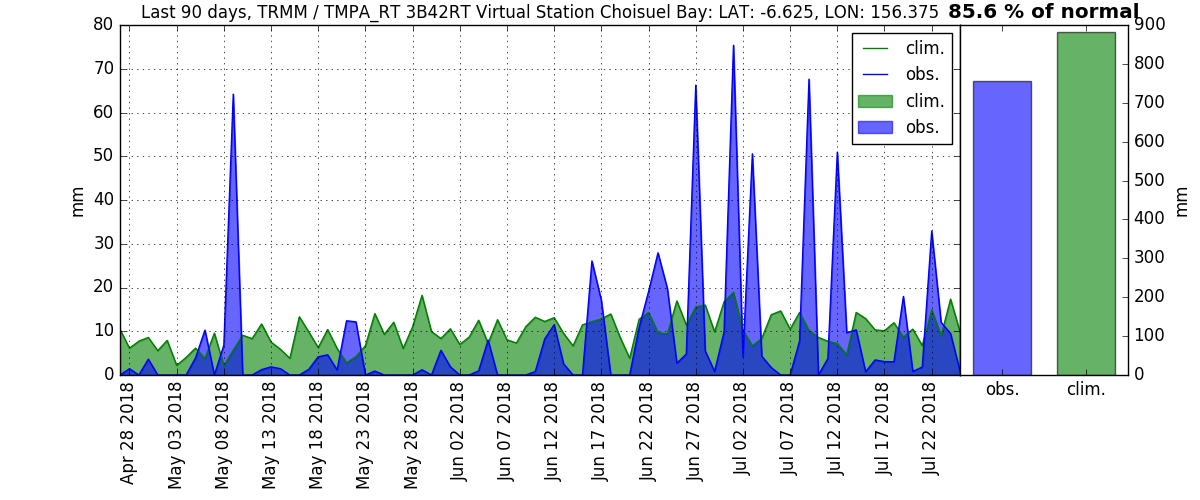 Last 90 days, TRMM / TMPA_RT 3B42RT Virtual Station Choisuel Bay: LAT: -6.625, LON: 156.375
85.6 % of normal
80
70
60
50
40
30
20
10
0
mm
clim.
obs.
clim.
obs.
900
800
700
600
500
400
300
200
100
0
mm
Apr 28 2018
May 03 2018
May 08 2018
May 13 2018
May 18 2018
May 23 2018
May 28 2018
Jun 02 2018
Jun 07 2018
Jun 12 2018
Jun 17 2018
Jun 22 2018
Jun 27 2018
Jul 02 2018
Jul 07 2018
Jul 12 2018
Jul 17 2018
Jul 22 2018
obs.
clim.